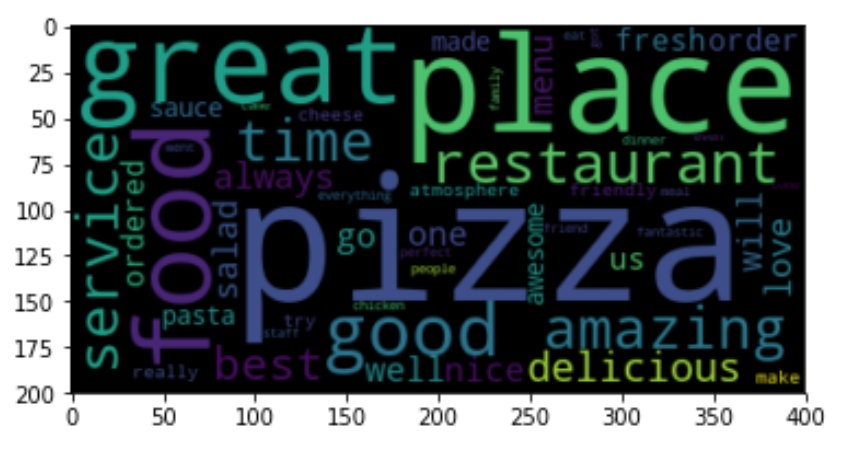 0
25
50
75
100
125
150
175
200
0 50 100 150 200 250 300 350 400
great
place
made
menu
eat
fresh
order
sauce
cheese
family
time
restaurant
dinner
service
food
ordered
always
everything
atmosphere
friendly
meal
pizza
salad
go
one
perfect
people
awesome
friend
us
fantastic
will
love
chicken
pasta
try
staff
good
amazing
really
best
well
nice
delicious
make
went